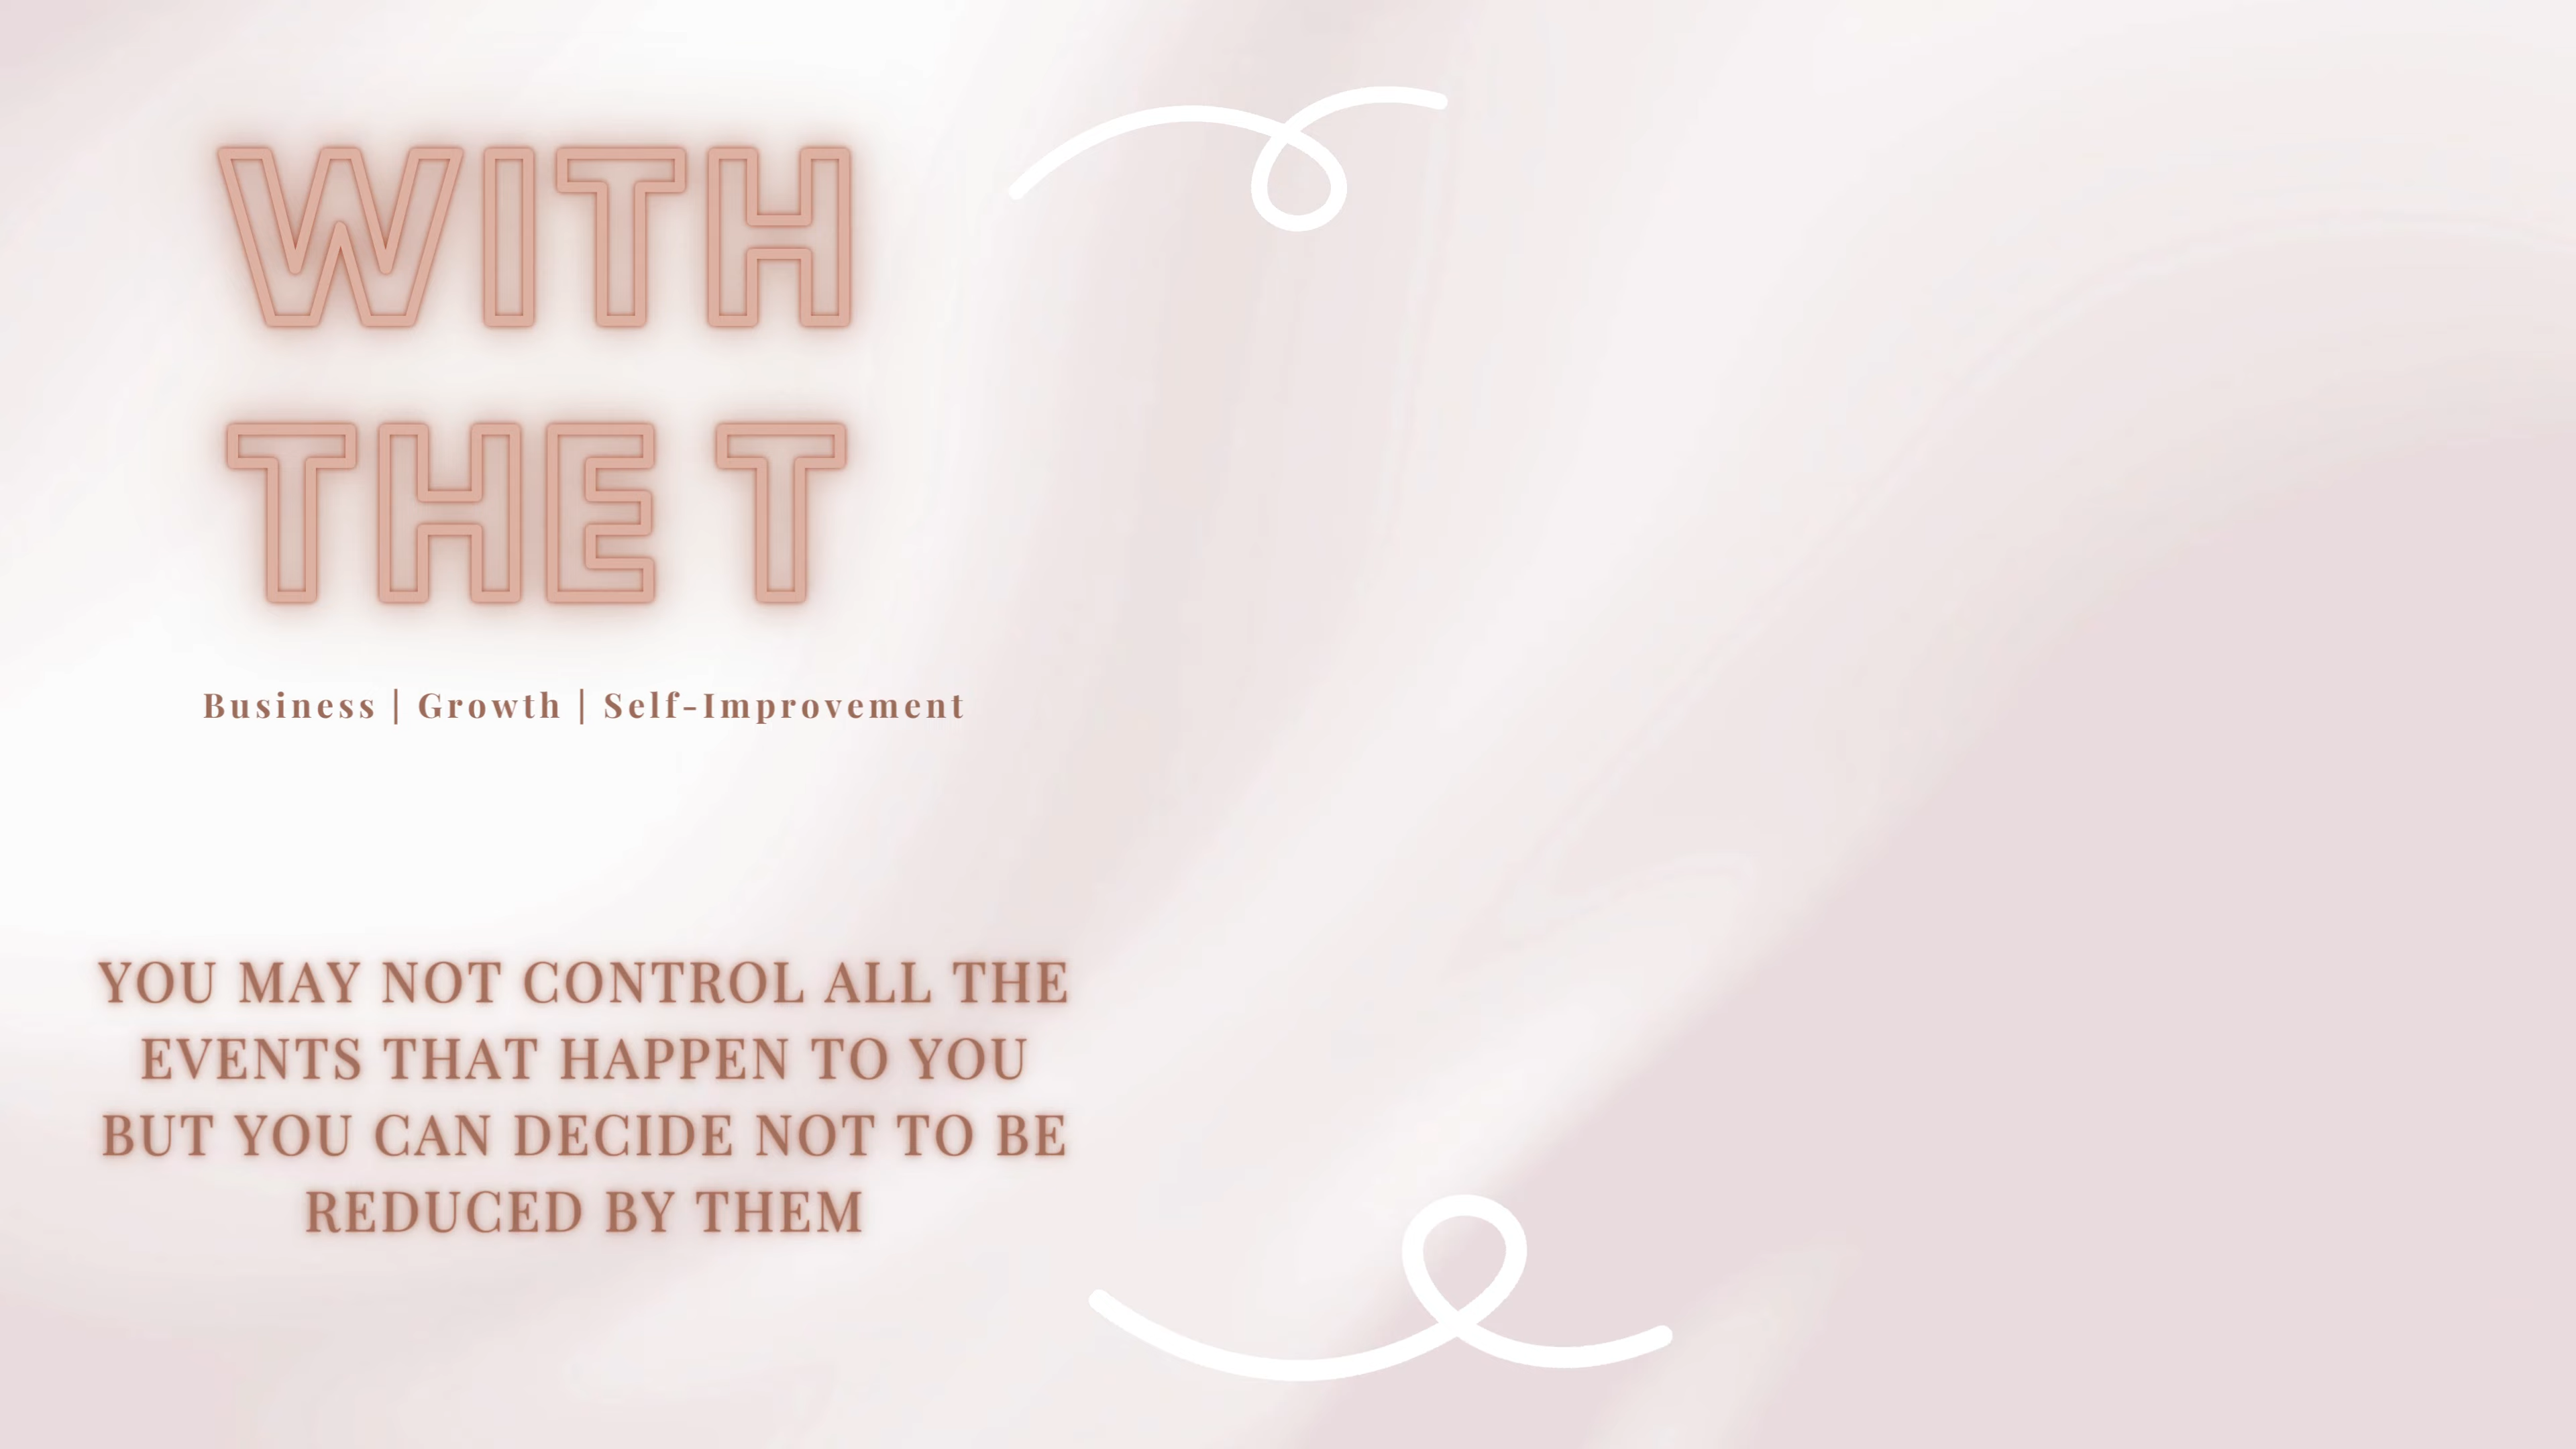 WITH
THE T
Business | Growth | Self-Improvement
YOU MAY NOT CONTROL ALL THE
EVENTS THAT HAPPEN TO YOU
BUT YOU CAN DECIDE NOT TO BE
REDUCED BY THEM